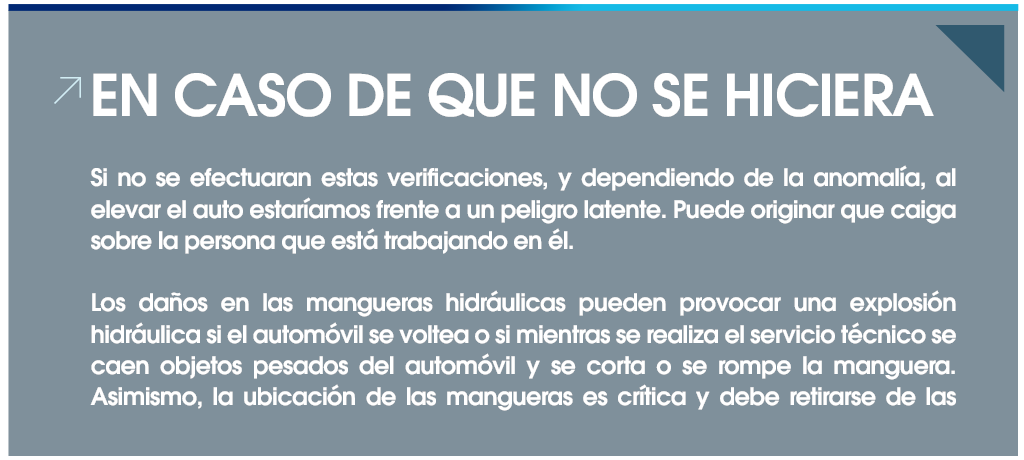 EN CASO DE QUE NO SE HICIERA
Si no se efectuaran estas verificaciones, y dependiendo de la anomalía, al
elevar el auto estaríamos frente a un peligro latente. Puede originar que caiga
sobre la persona que está trabajando en él.
Los daños en las mangueras hidráulicas pueden provocar una explosión
hidráulica si el automóvil se voltea o si mientras se realiza el servicio técnico se
caen objetos pesados del automóvil y se corta o se rompe la manguera.
Asimismo, la ubicación de las mangueras es crítica y debe retirarse de las